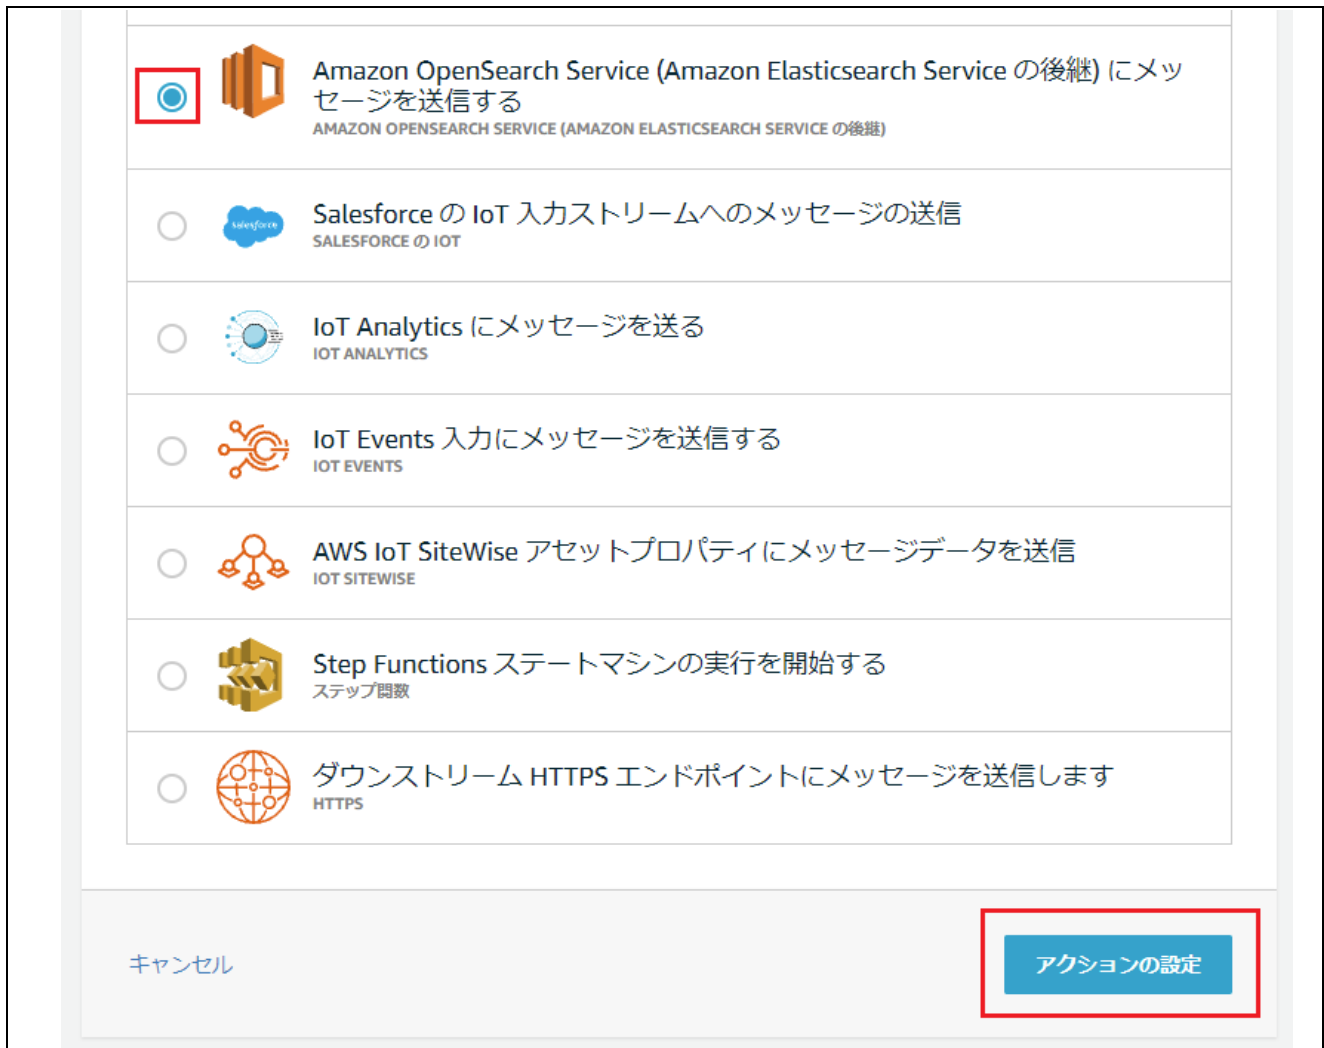 Amazon OpenSearch Service (Amazon Elasticsearch Service の後継) にメッ
セージを送信する
AMAZON OPENSEARCH SERVICE (AMAZON ELASTICSEARCH SERVICE の後継)
salesforce
Salesforce の IoT 入力ストリームへのメッセージの送信
SALESFORCE の IOT
IoT Analytics にメッセージを送る
IOT ANALYTICS
IoT Events 入力にメッセージを送信する
IOT EVENTS
AWS IoT SiteWise アセットプロパティにメッセージデータを送信
IOT SITEWISE
Step Functions ステートマシンの実行を開始する
ステップ関数
ダウンストリーム HTTPS エンドポイントにメッセージを送信します
HTTPS
キャンセル
アクションの設定